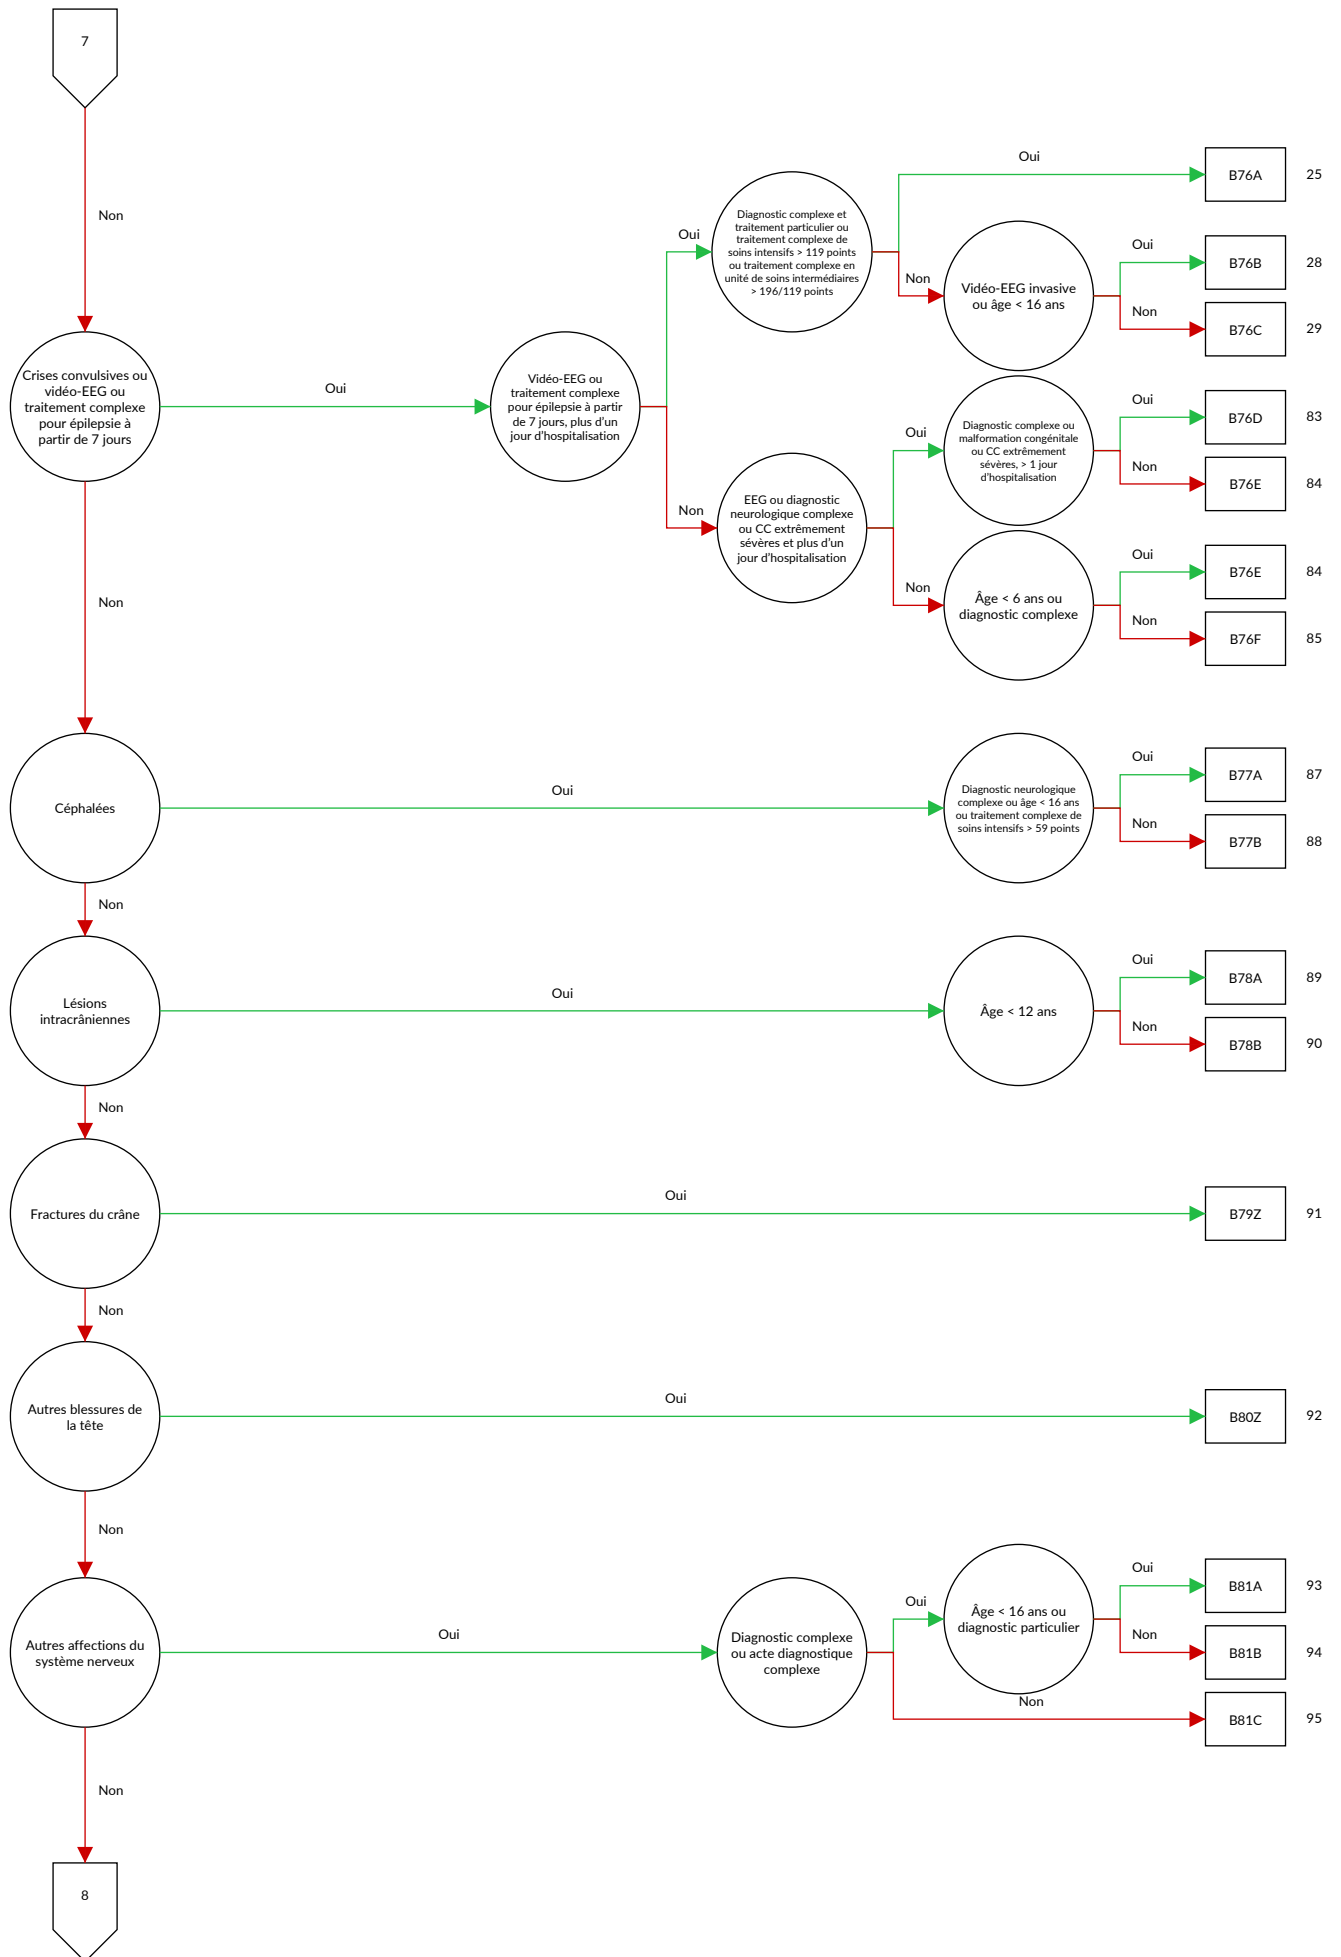 7
Non
Crises convulsives ou
vidéo-EEG ou
traitement complexe
pour épilepsie à
partir de 7 jours
Oui
Vidéo-EEG ou
traitement complexe
pour épilepsie à partir
de 7 jours, plus d'un
jour d'hospitalisation
Oui
Diagnostic complexe et
traitement particulier ou
traitement complexe de
soins intensifs > 119 points
ou traitement complexe en
unité de soins intermédiaires
> 196/119 points
Oui
B76A
25
Non
Vidéo-EEG invasive
ou âge < 16 ans
Oui
B76B
28
Non
B76C
29
Non
EEG ou diagnostic
neurologique complexe
ou CC extrêmement
sévères et plus d'un
jour d'hospitalisation
Oui
Diagnostic complexe ou
malformation congénitale
ou CC extrêmement
sévères, > 1 jour
d'hospitalisation
Oui
B76D
83
Non
B76E
84
Non
Âge < 6 ans ou
diagnostic complexe
Oui
B76E
84
Non
B76F
85
Non
Céphalées
Oui
Diagnostic neurologique
complexe ou âge < 16 ans
ou traitement complexe de
soins intensifs > 59 points
Oui
B77A
87
Non
B77B
88
Non
Lésions
intracrâniennes
Oui
Âge < 12 ans
Oui
B78A
89
Non
B78B
90
Non
Fractures du crâne
Oui
B79Z
91
Non
Autres blessures de
la tête
Oui
B80Z
92
Non
Autres affections du
système nerveux
Oui
Diagnostic complexe
ou acte diagnostique
complexe
Oui
Âge < 16 ans ou
diagnostic particulier
Oui
B81A
93
Non
B81B
94
Non
B81C
95
Non
8